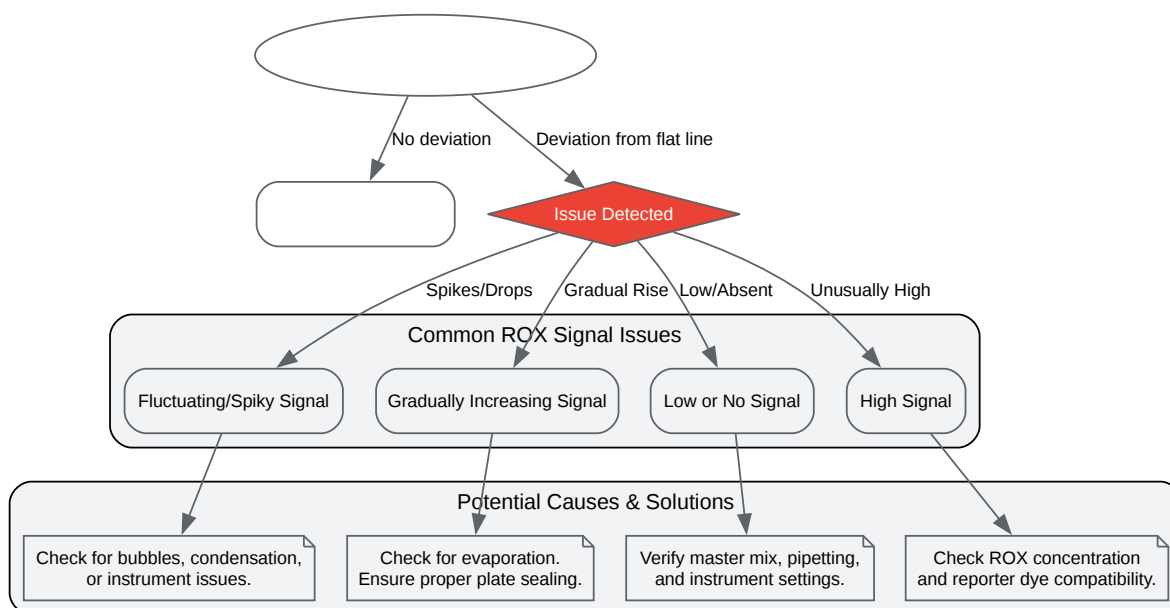 No deviation
Deviation from flat line
Issue Detected
Spikes/Drops
Gradual Rise
Low/Absent
Unusually High
Common ROX Signal Issues
Fluctuating/Spiky Signal
Gradually Increasing Signal
Low or No Signal
High Signal
Potential Causes & Solutions
Check for bubbles, condensation,
or instrument issues.
Check for evaporation.
Ensure proper plate sealing.
Verify master mix, pipetting,
and instrument settings.
Check ROX concentration
and reporter dye compatibility.